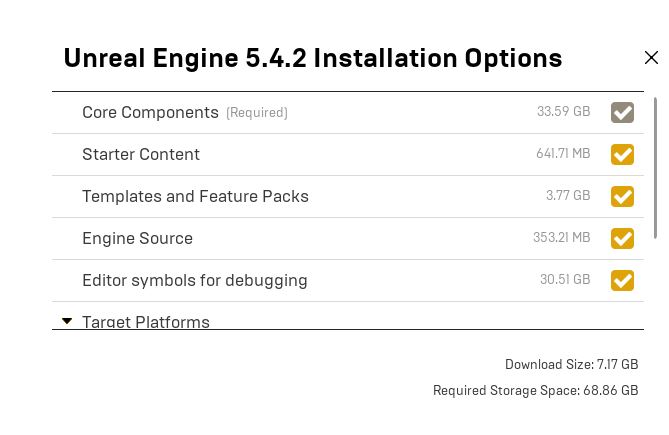 Unreal Engine 5.4.2 Installation Options
Core Components (Required) 33.59 GB
Starter Content 641.71 MB
Templates and Feature Packs 3.77 GB
Engine Source 353.21 MB
Editor symbols for debugging 30.51 GB
Target Platforms
Download Size: 7.17 GB
Required Storage Space: 68.86 GB